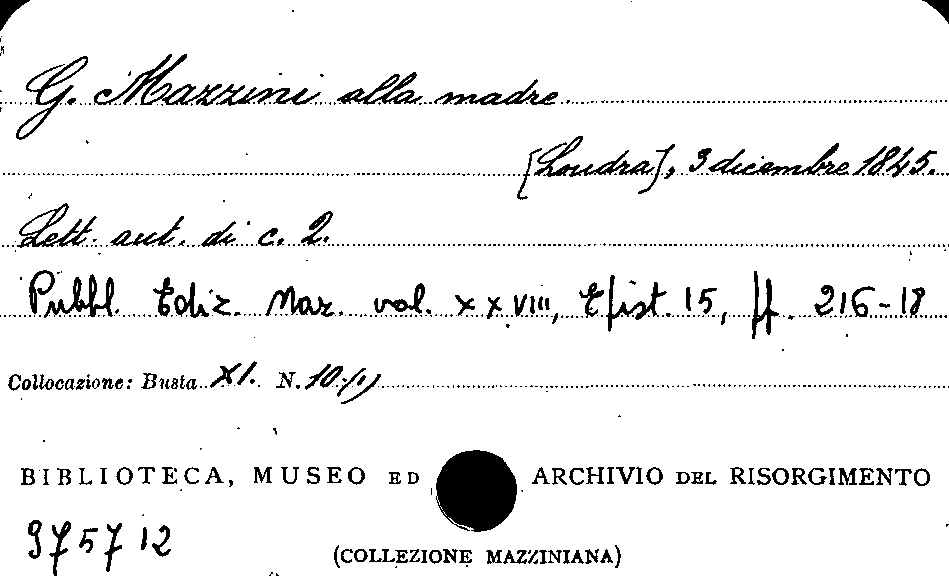 G. Mazzini alla madre.
[Londra], 3 dicembre 1845.
Lett. aut. di c. 2.
Pubbl. Ediz. Naz. vol. XXVIII, Epist. 15, pp. 216-18
Collocazione: Busta XI. N. 10/1)
BIBLIOTECA, MUSEO ED ARCHIVIO DEL RISORGIMENTO
975712
(COLLEZIONE MAZZINIANA)